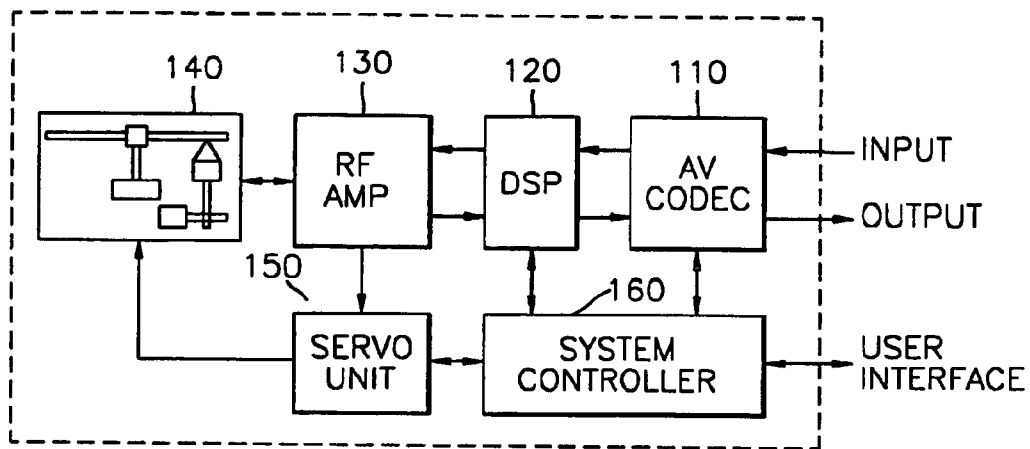 140
130
120
110
RF
AMP
DSP
AV
CODEC
INPUT
OUTPUT
150
160
SERVO
UNIT
SYSTEM
CONTROLLER
USER
INTERFACE